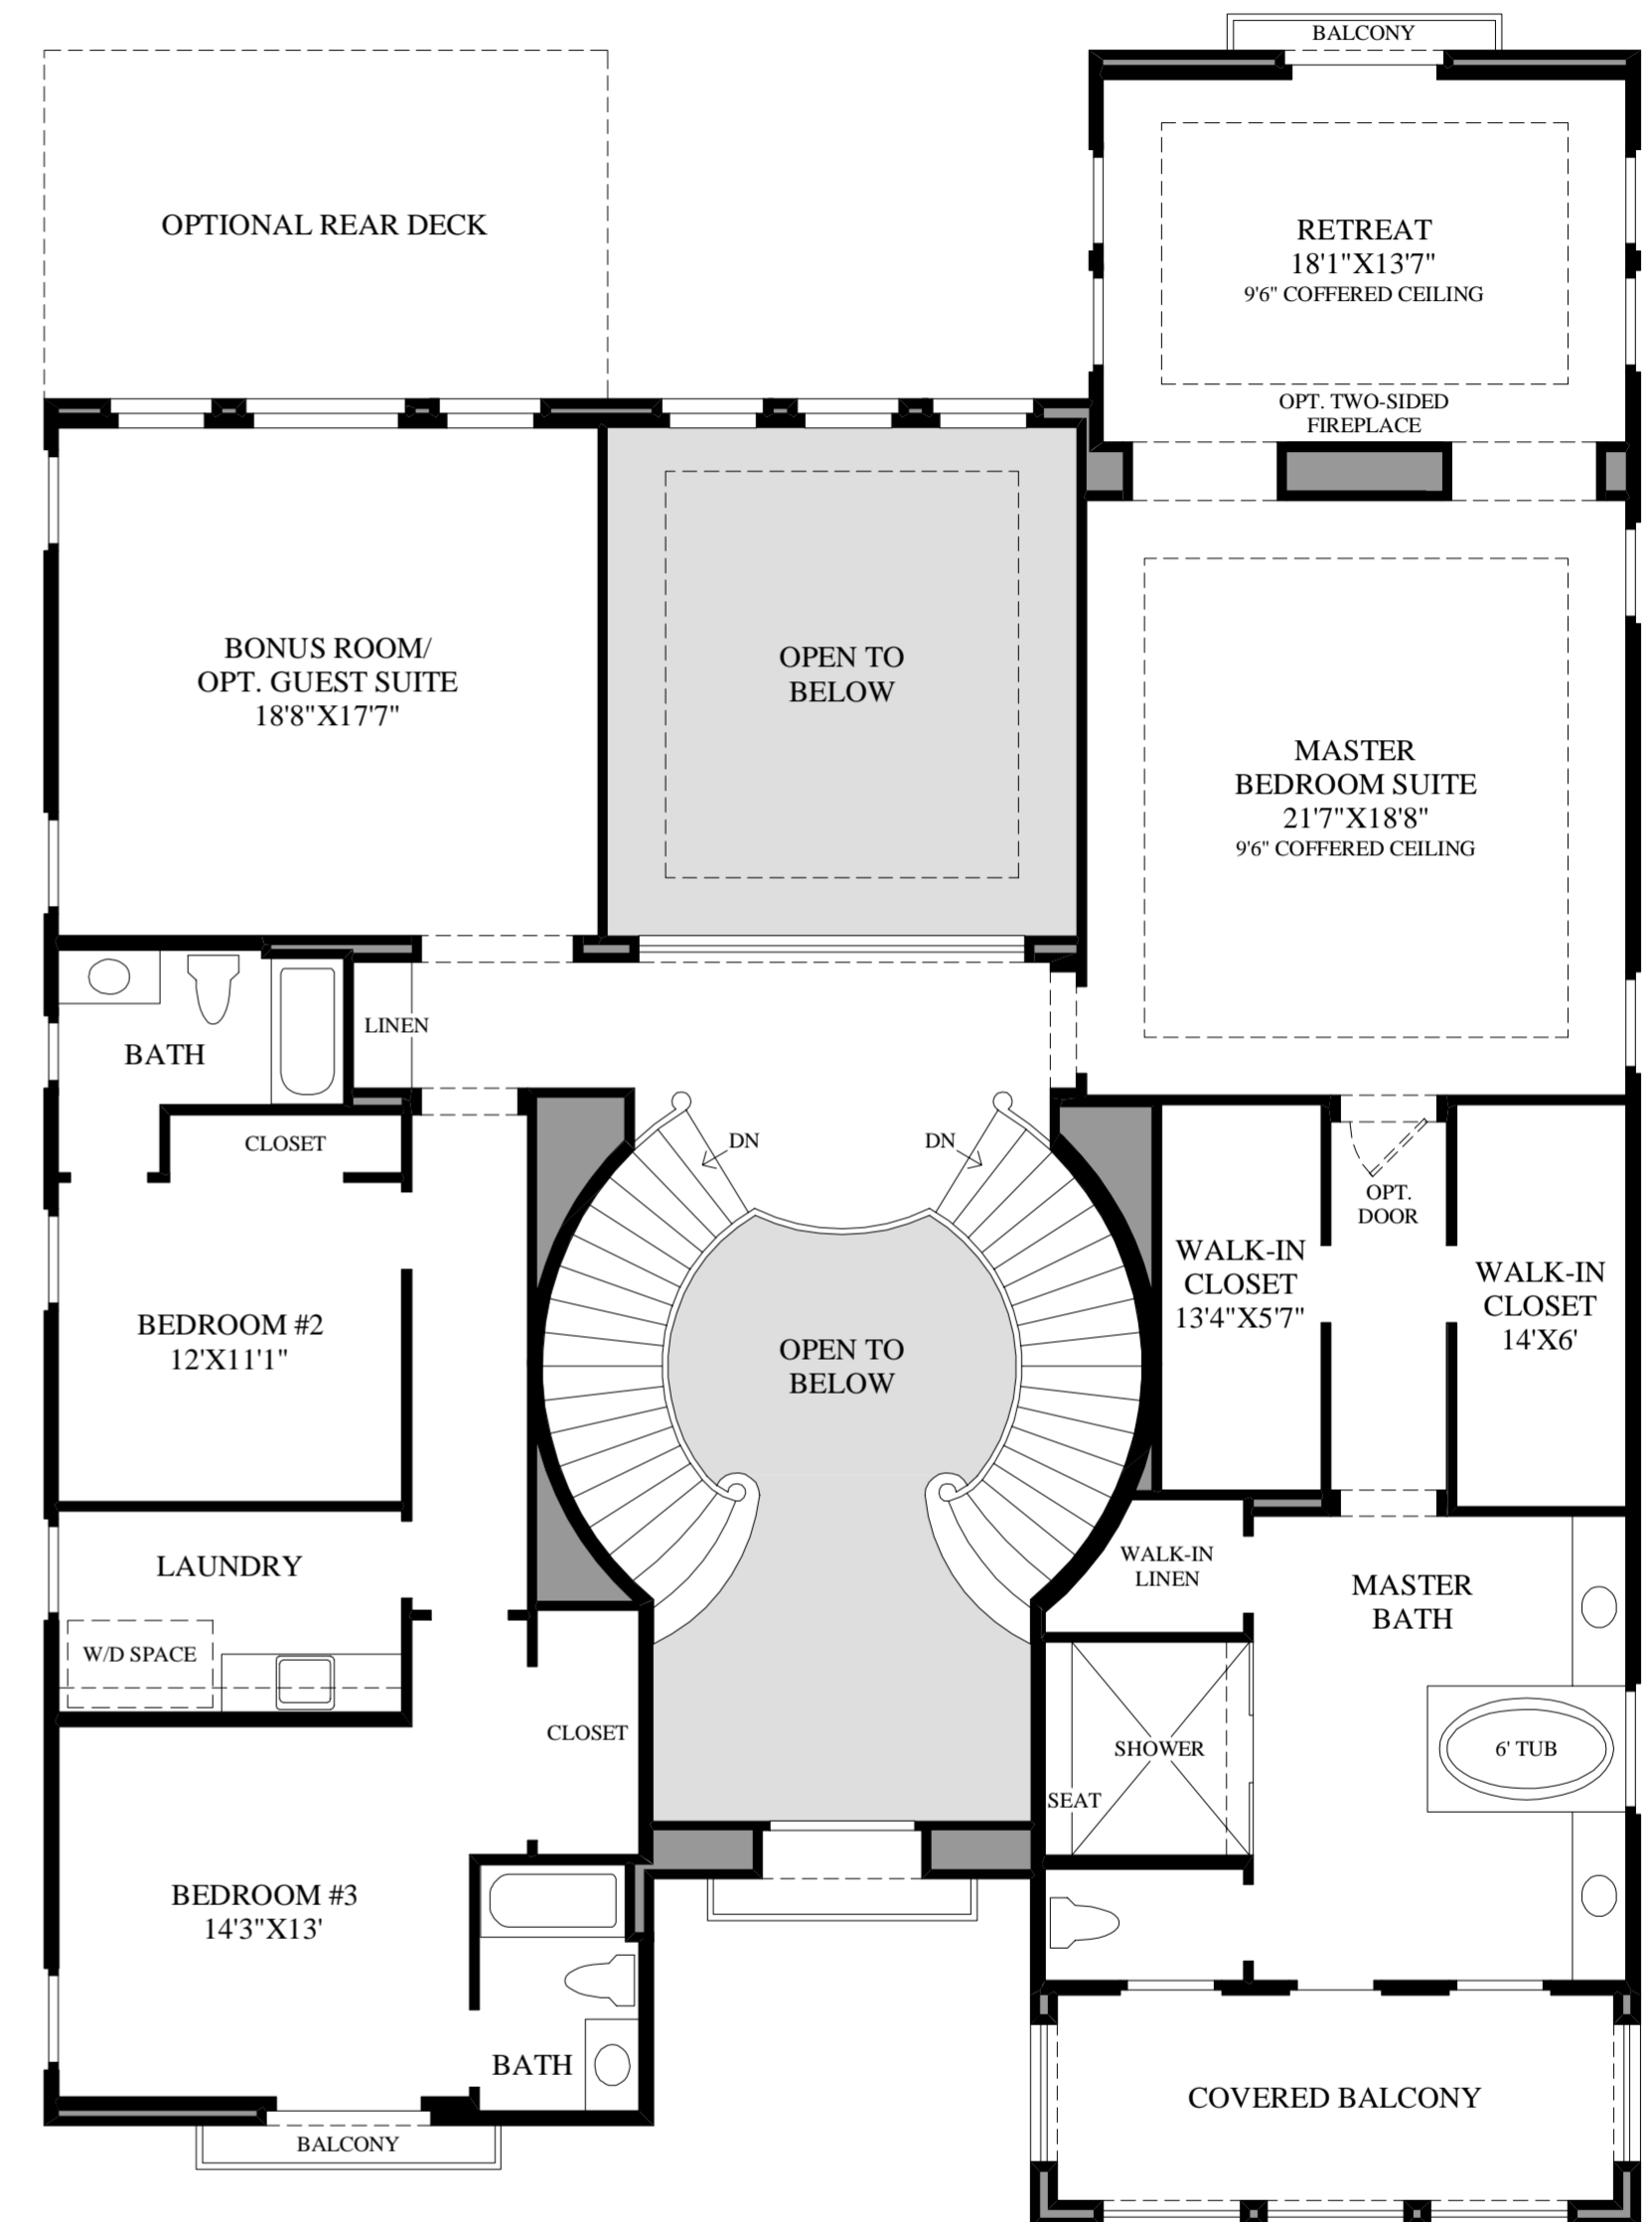 BALCONY
OPTIONAL REAR DECK
RETREAT
18'1"X13'7"
9'6" COFFERED CEILING
OPT. TWO-SIDED
FIREPLACE
BONUS ROOM/
OPT. GUEST SUITE
18'8"X17'7"
OPEN TO
BELOW
MASTER
BEDROOM SUITE
21'7"X18'8"
9'6" COFFERED CEILING
LINEN
BATH
CLOSET
DN
DN
OPT.
DOOR
WALK-IN
CLOSET
13'4"X5'7"
WALK-IN
CLOSET
14'X6'
BEDROOM #2
12'X11'1"
OPEN TO
BELOW
LAUNDRY
W/D SPACE
WALK-IN
LINEN
MASTER
BATH
CLOSET
SHOWER
SEAT
6' TUB
BEDROOM #3
14'3"X13'
BATH
BALCONY
COVERED BALCONY